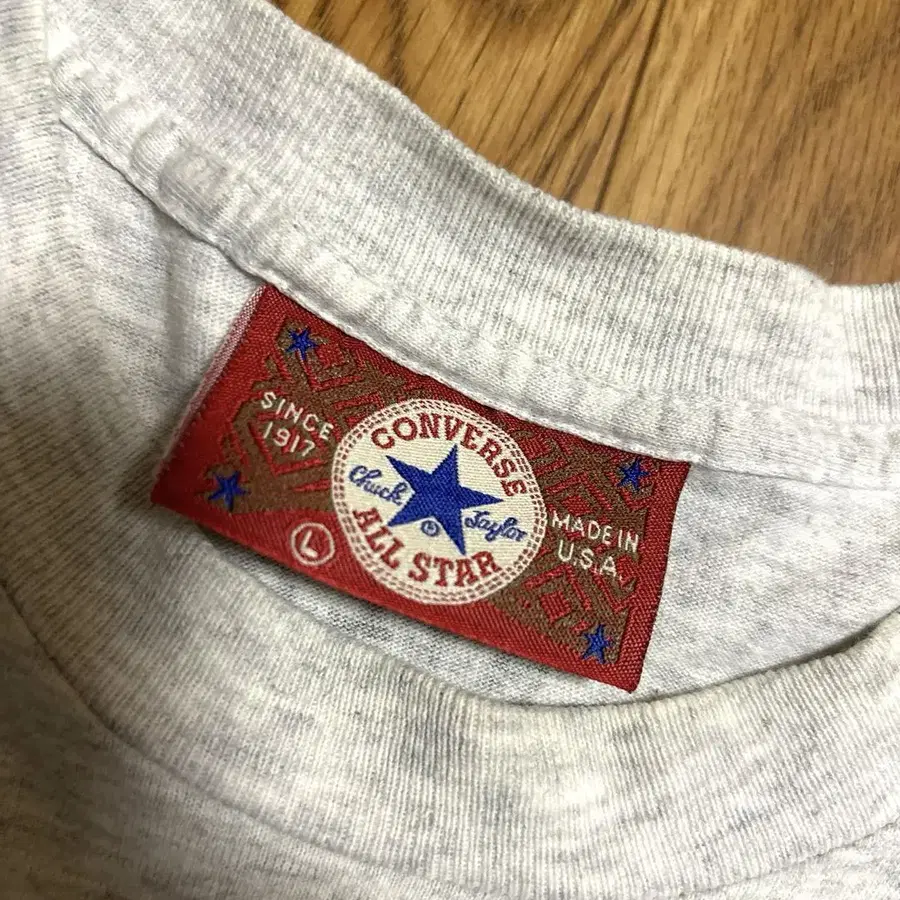 SINCE
1917
CONVERSE
Chuck Taylor
®
ALL STAR
MADE IN
U.S.A.
L